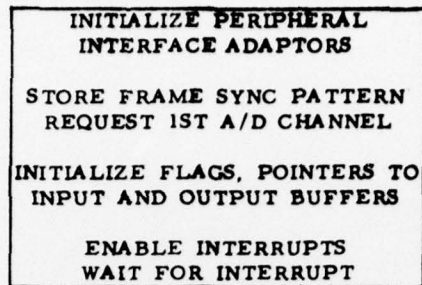 INITIALIZE PERIPHERAL
INTERFACE ADAPTORS
STORE FRAME SYNC PATTERN
REQUEST 1ST A/D CHANNEL
INITIALIZE FLAGS, POINTERS TO
INPUT AND OUTPUT BUFFERS
ENABLE INTERRUPTS
WAIT FOR INTERRUPT